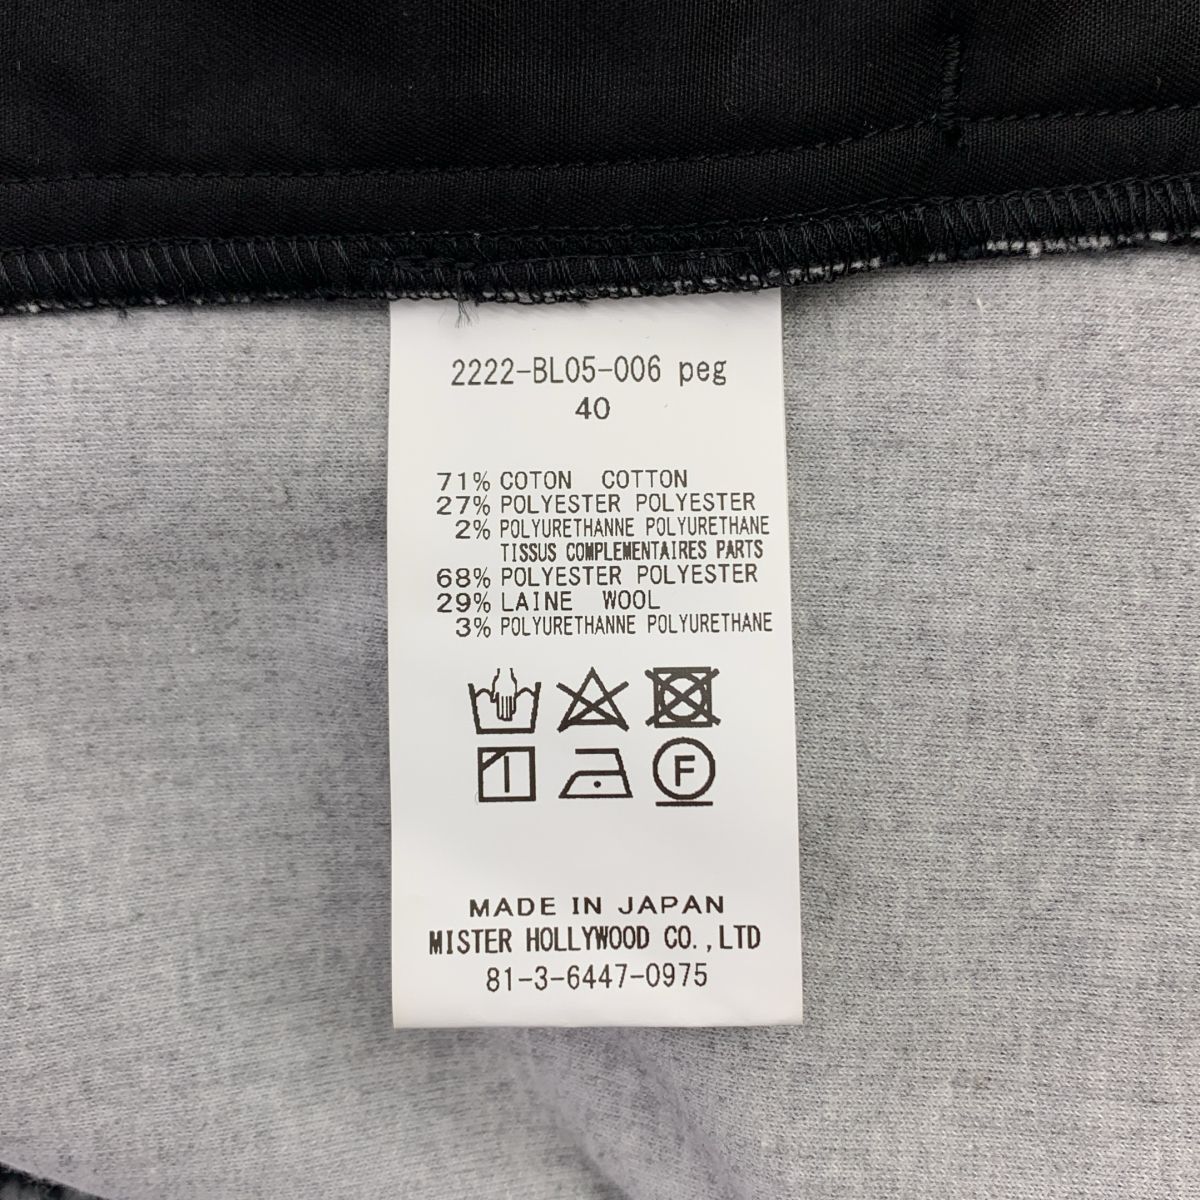 2222-BL05-006 peg
40
71% COTON COTTON
27% POLYESTER POLYESTER
2% POLYURETHANNE POLYURETHANE
TISSUS COMPLEMENTAIRES PARTS
68% POLYESTER POLYESTER
29% LAINE WOOL
3% POLYURETHANNE POLYURETHANE
F
MADE IN JAPAN
MISTER HOLLYWOOD CO.,LTD
81-3-6447-0975